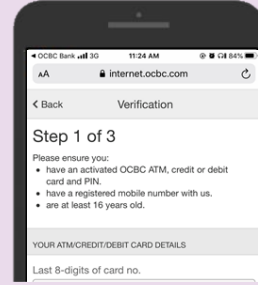 OCBC Bank 3G 11:24 AM 84%
AA internet.ocbc.com
Back Verification
Step 1 of 3
Please ensure you:
• have an activated OCBC ATM, credit or debit
card and PIN.
• have a registered mobile number with us.
• are at least 16 years old.
YOUR ATM/CREDIT/DEBIT CARD DETAILS
Last 8-digits of card no.